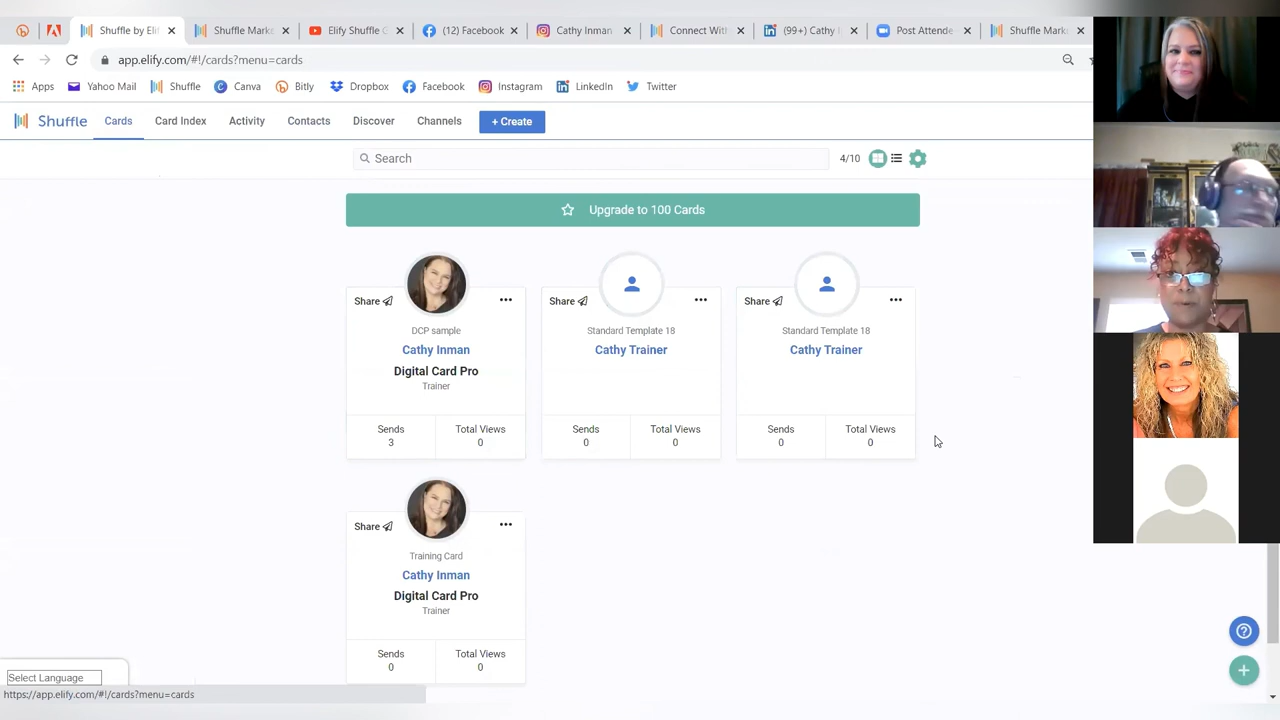 Shuffle by Eli
Shuffle Mark
Elify Shuffle G
(12) Facebook
Cathy Inman
Connect With
(99+) Cathy I
Post Attende
Shuffle Mark
app.elify.com/#!/cards?menu=cards
Apps
Yahoo Mail
Shuffle
Canva
Bitly
Dropbox
Facebook
Instagram
LinkedIn
Twitter
Shuffle
Cards
Card Index
Activity
Contacts
Discover
Channels
+ Create
Search
4/10
Upgrade to 100 Cards
Share
DCP sample
Cathy Inman
Digital Card Pro
Trainer
Sends
3
Total Views
0
Share
Standard Template 18
Cathy Trainer
Sends
0
Total Views
0
Share
Standard Template 18
Cathy Trainer
Sends
0
Total Views
0
Share
Training Card
Cathy Inman
Digital Card Pro
Trainer
Sends
0
Total Views
0
Select Language
https://app.elify.com/#!/cards?menu=cards